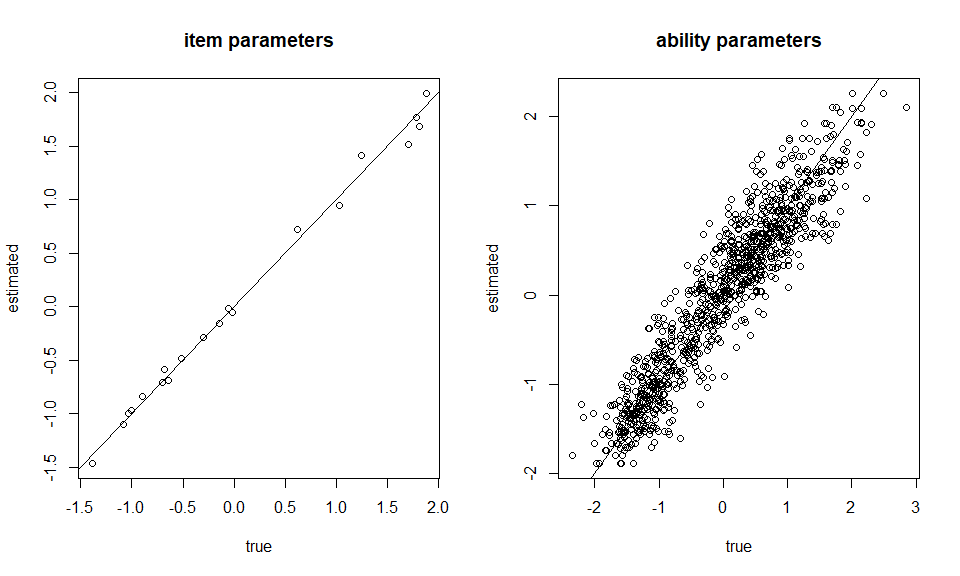 item parameters
estimated
2.0
1.5
1.0
0.5
0.0
-0.5
-1.0
-1.5
-1.5 -1.0 -0.5 0.0 0.5 1.0 1.5 2.0
true
ability parameters
estimated
2
1
0
-1
-2
-2 -1 0 1 2 3
true